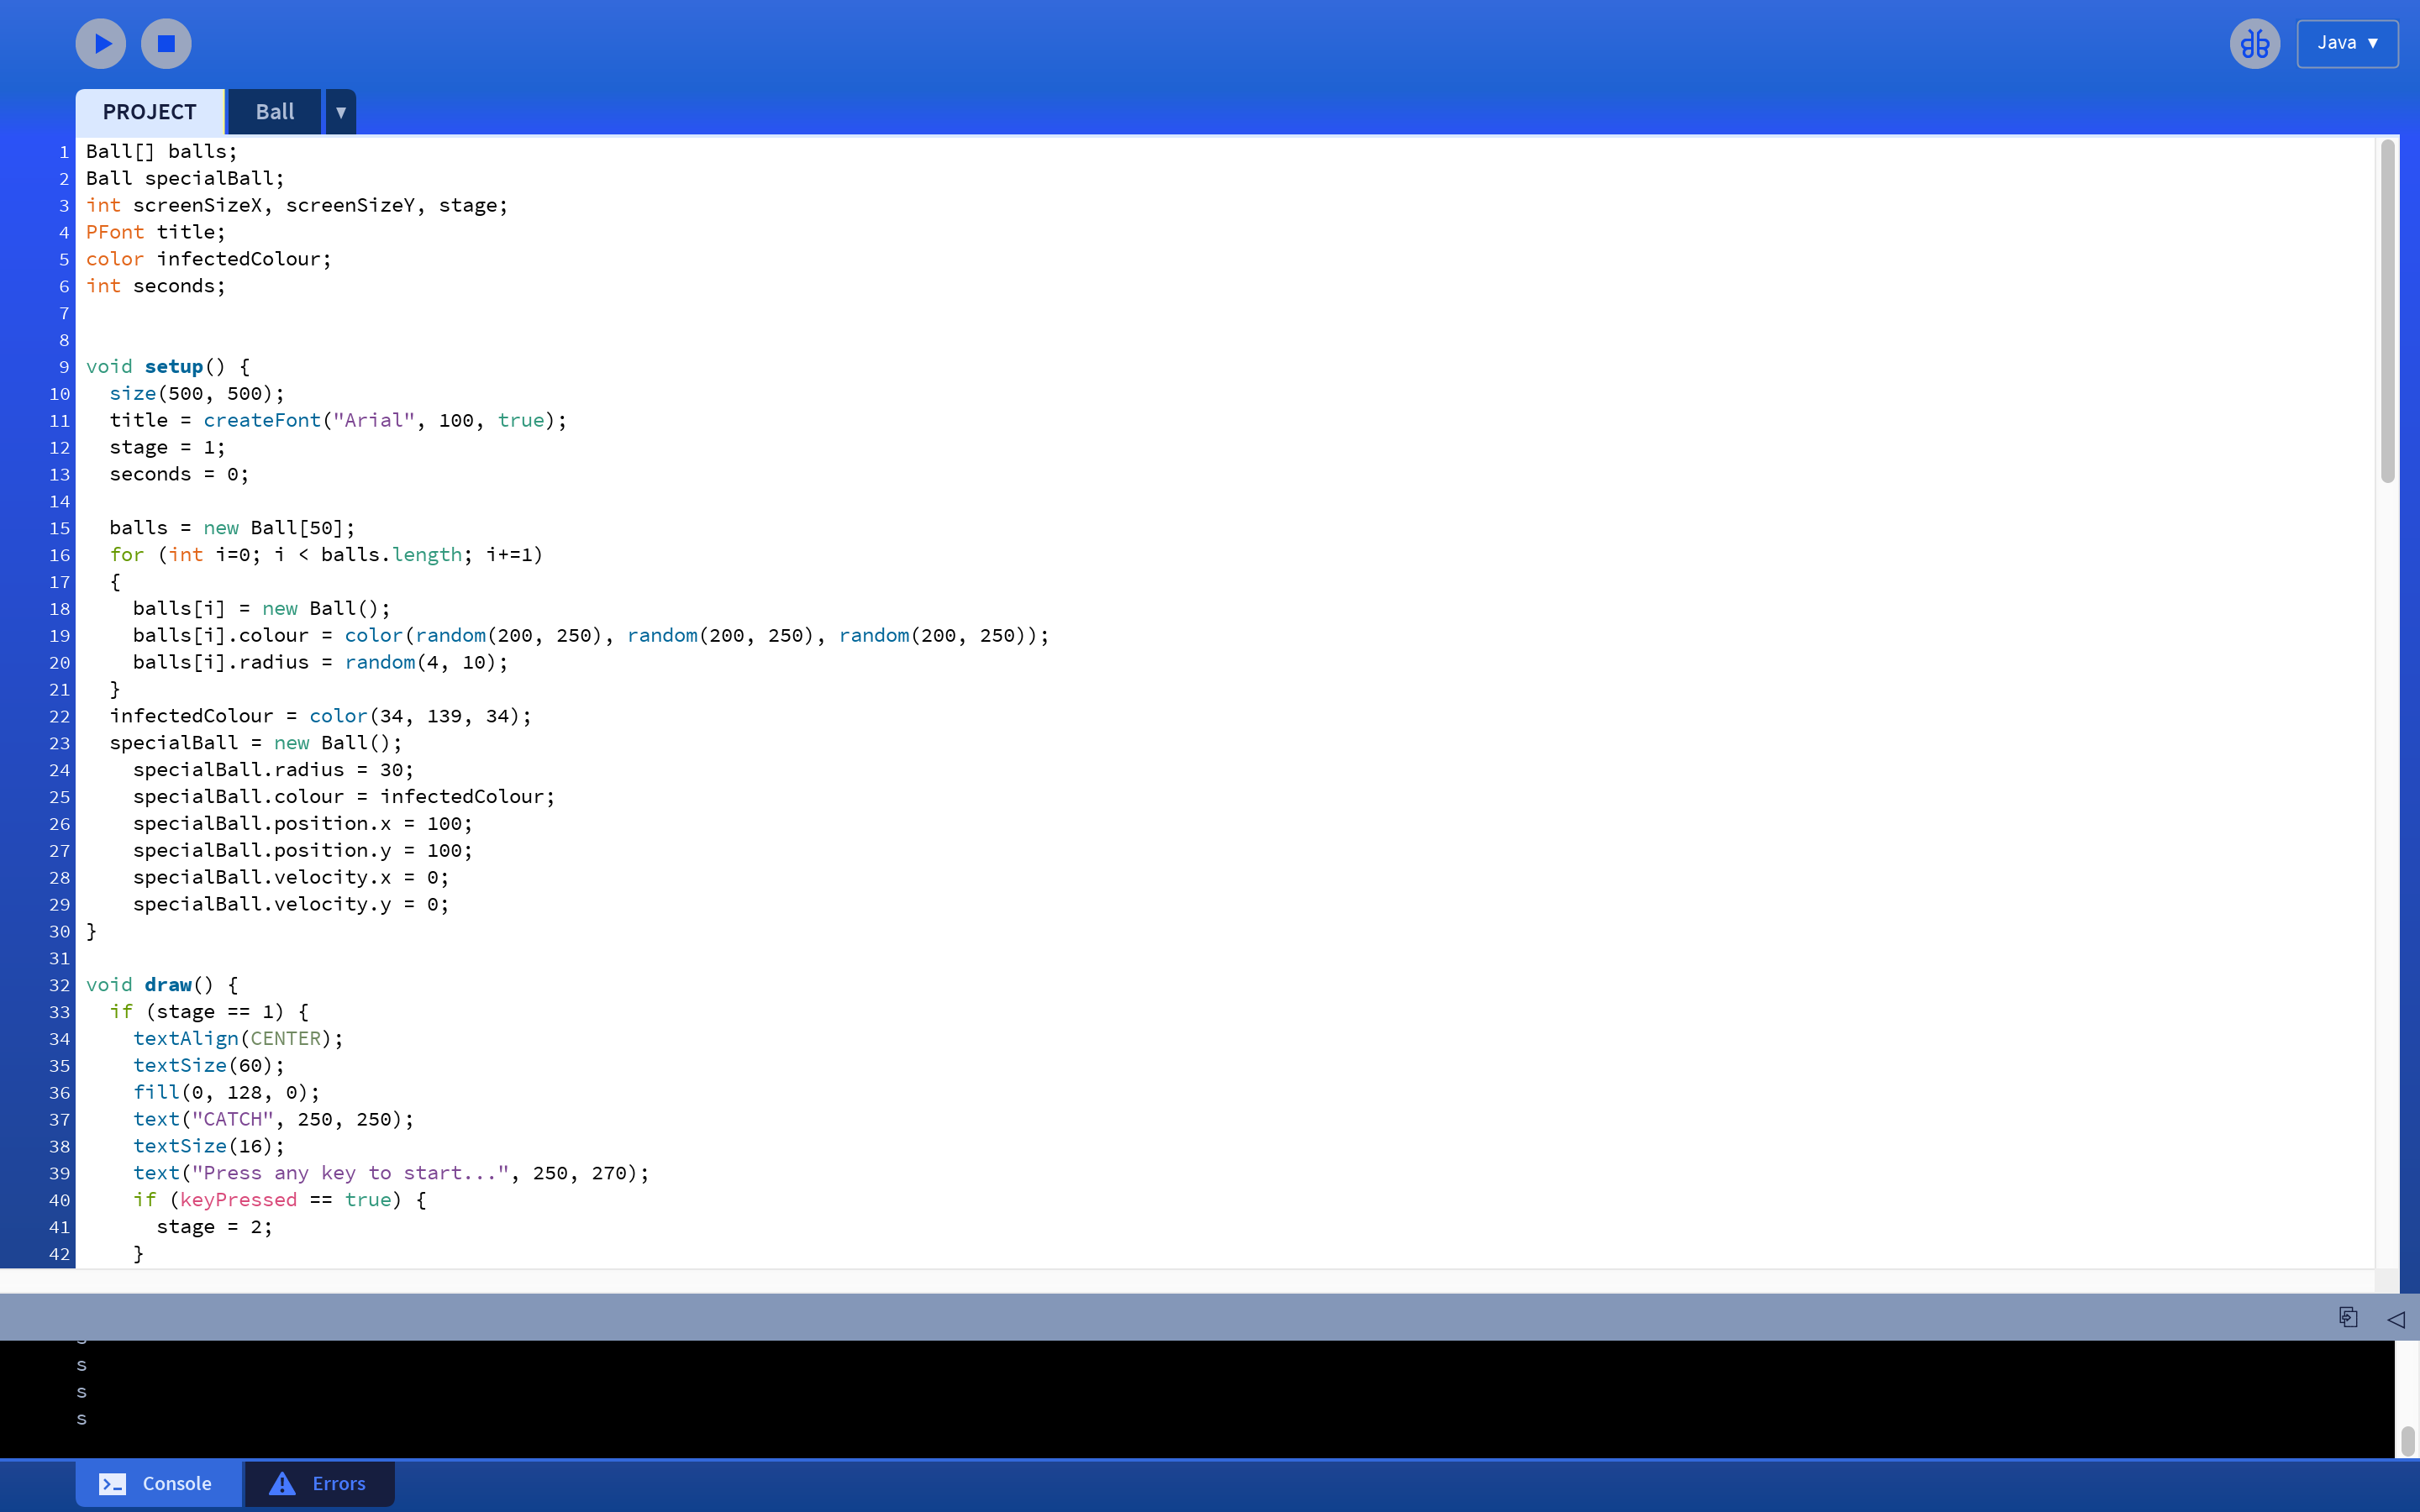 Java ▼
PROJECT Ball ▼
1 Ball[] balls;
2 Ball specialBall;
3 int screenSizeX, screenSizeY, stage;
4 PFont title;
5 color infectedColour;
6 int seconds;
7
8
9 void setup() {
10   size(500, 500);
11   title = createFont("Arial", 100, true);
12   stage = 1;
13   seconds = 0;
14
15   balls = new Ball[50];
16   for (int i=0; i < balls.length; i+=1)
17   {
18     balls[i] = new Ball();
19     balls[i].colour = color(random(200, 250), random(200, 250), random(200, 250));
20     balls[i].radius = random(4, 10);
21   }
22   infectedColour = color(34, 139, 34);
23   specialBall = new Ball();
24     specialBall.radius = 30;
25     specialBall.colour = infectedColour;
26     specialBall.position.x = 100;
27     specialBall.position.y = 100;
28     specialBall.velocity.x = 0;
29     specialBall.velocity.y = 0;
30 }
31
32 void draw() {
33   if (stage == 1) {
34     textAlign(CENTER);
35     textSize(60);
36     fill(0, 128, 0);
37     text("CATCH", 250, 250);
38     textSize(16);
39     text("Press any key to start...", 250, 270);
40     if (keyPressed == true) {
41       stage = 2;
42     }
s
s
s
Console Errors